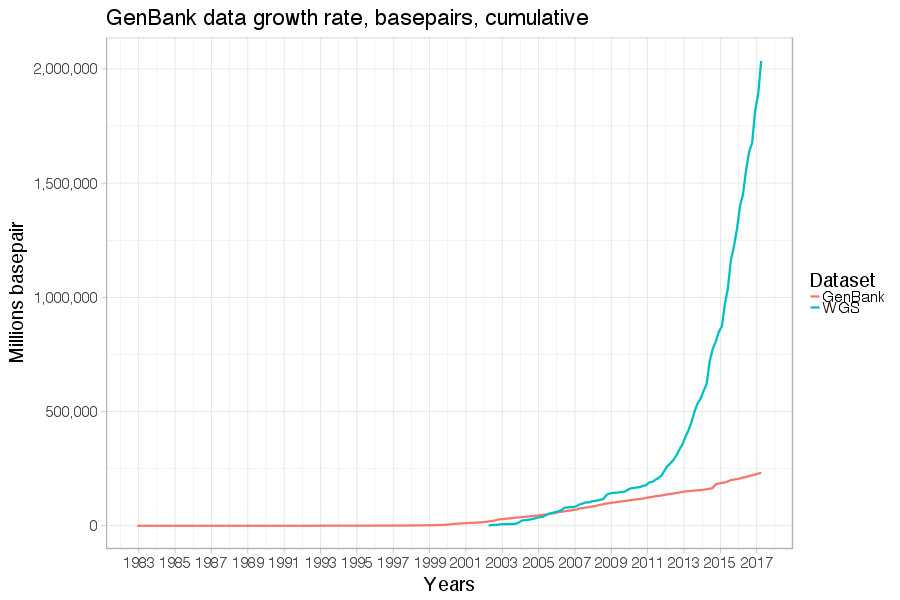 GenBank data growth rate, basepairs, cumulative
2,000,000
1,500,000
1,000,000
500,000
0
Millions basepair
1983 1985 1987 1989 1991 1993 1995 1997 1999 2001 2003 2005 2007 2009 2011 2013 2015 2017
Years
Dataset
GenBank
WGS